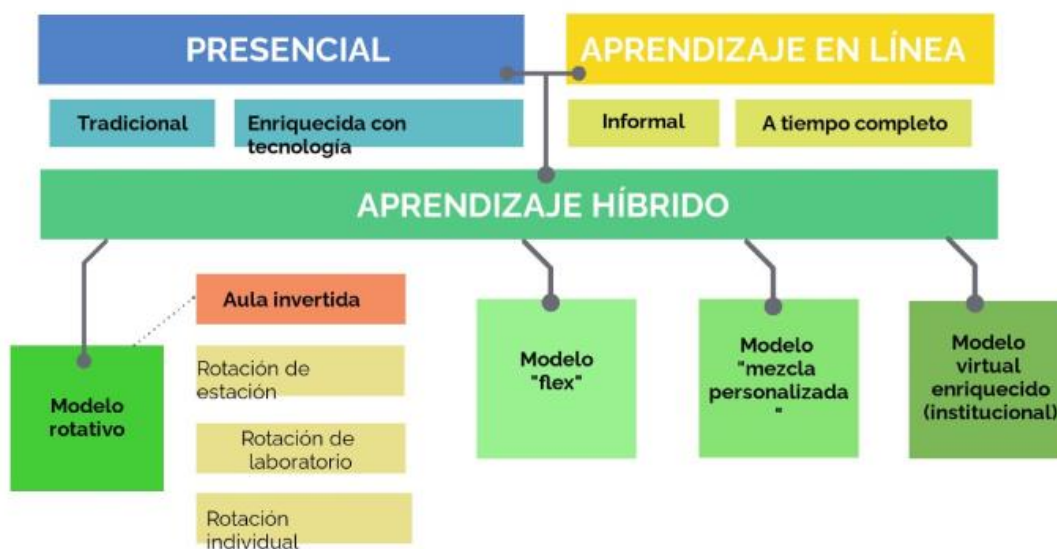 PRESENCIAL
APRENDIZAJE EN LÍNEA
Tradicional
Enriquecida con
tecnología
Informal
A tiempo completo
APRENDIZAJE HÍBRIDO
Modelo
rotativo
Aula invertida
Rotación de
estación
Rotación de
laboratorio
Rotación
individual
Modelo
"flex"
Modelo
"mezcla
personalizada
"
Modelo
virtual
enriquecido
(institucional)